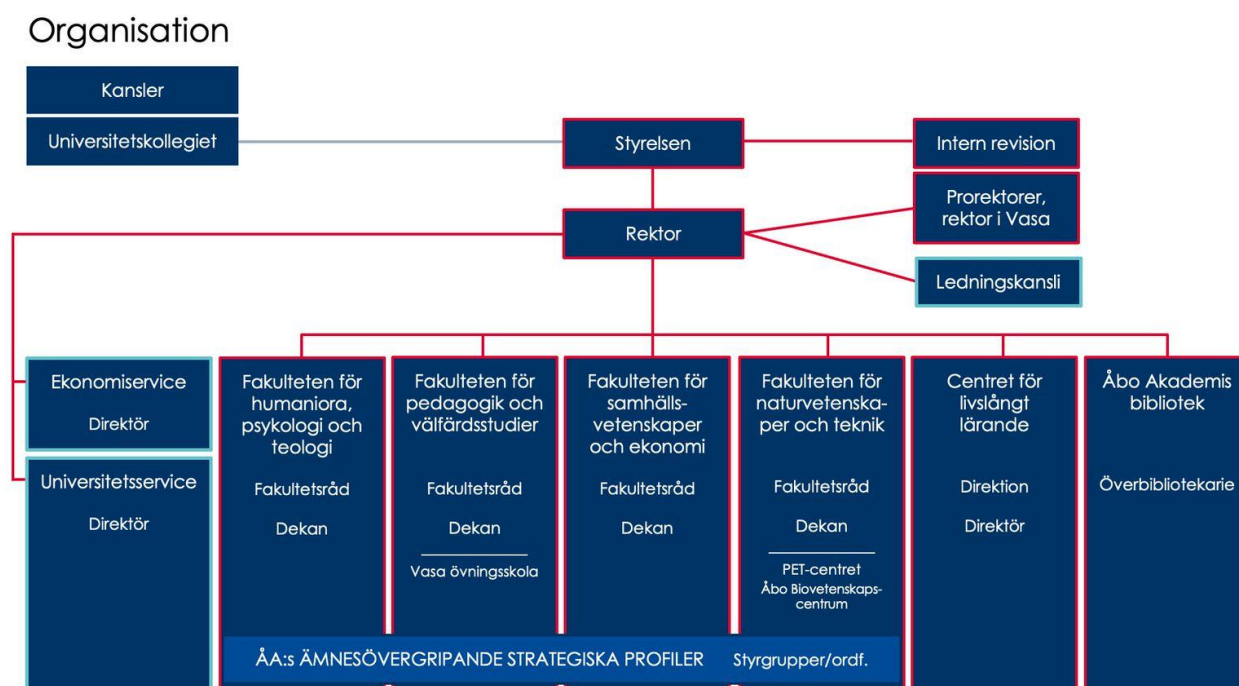 Organisation
Kansler
Universitetskollegiet
Styrelsen
Intern revision
Prorektorer,
rektor i Vasa
Rektor
Ledningskansli
Ekonomiservice
Direktör
Universitetsservice
Direktör
Fakulteten för
humaniora,
psykologi och
teologi
Fakultetsråd
Dekan
Fakulteten för
pedagogik och
välfärdsstudier
Fakultetsråd
Dekan
Vasa övningsskola
Fakulteten för
samhälls-
vetenskaper
och ekonomi
Fakultetsråd
Dekan
Fakulteten för
naturvetenska-
per och teknik
Fakultetsråd
Dekan
PET-centret
Åbo Biovetenskaps-
centrum
Centret för
livslångt
lärande
Direktion
Direktör
Åbo Akademis
bibliotek
Överbibliotekarie
ÅA:s ÄMNESÖVERGRIPANDE STRATEGISKA PROFILER Styrgrupper/ordf.